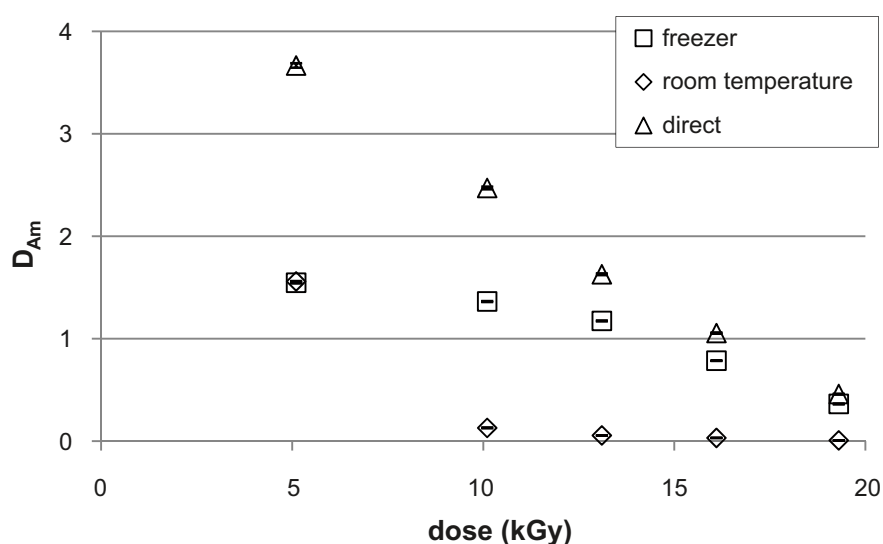 4
freezer
room temperature
direct
3
2
1
0
D_Am
0 5 10 15 20
dose (kGy)